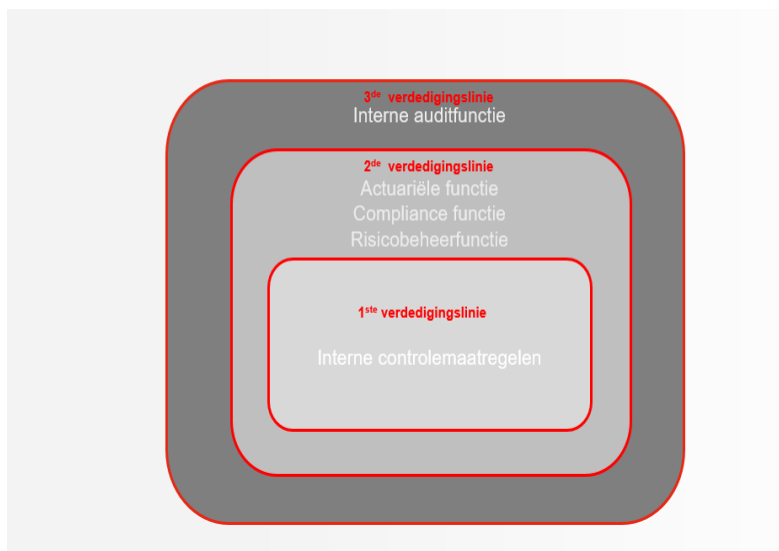 3de verdedigingslinie
Interne auditfunctie
2de verdedigingslinie
Actuariële functie
Compliance functie
Risicobeheerfunctie
1ste verdedigingslinie
Interne controlemaatregelen